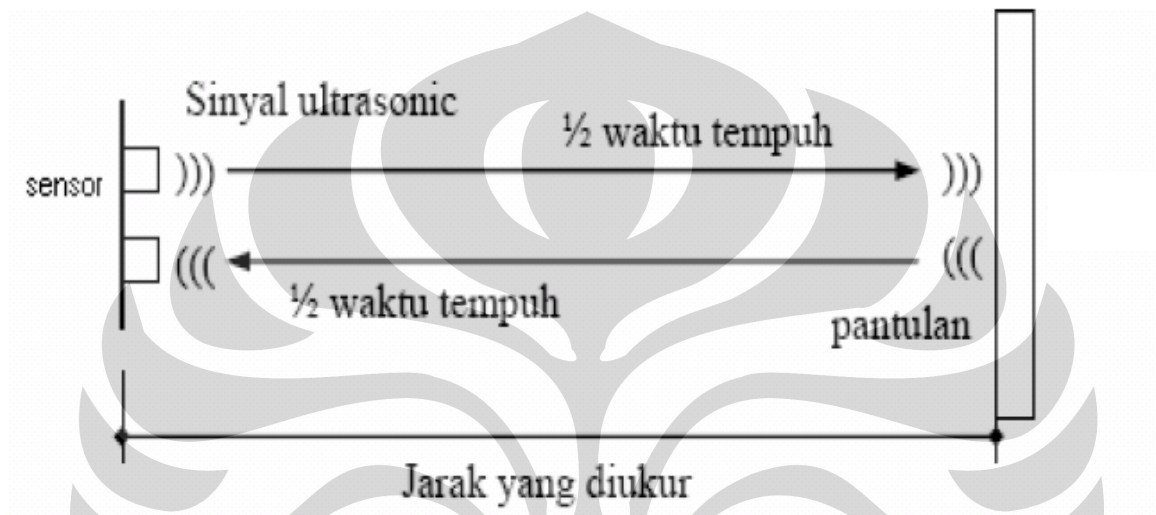 Sinyal ultrasonic
½ waktu tempuh
sensor
)))
)))
(((
(((
½ waktu tempuh
pantulan
Jarak yang diukur